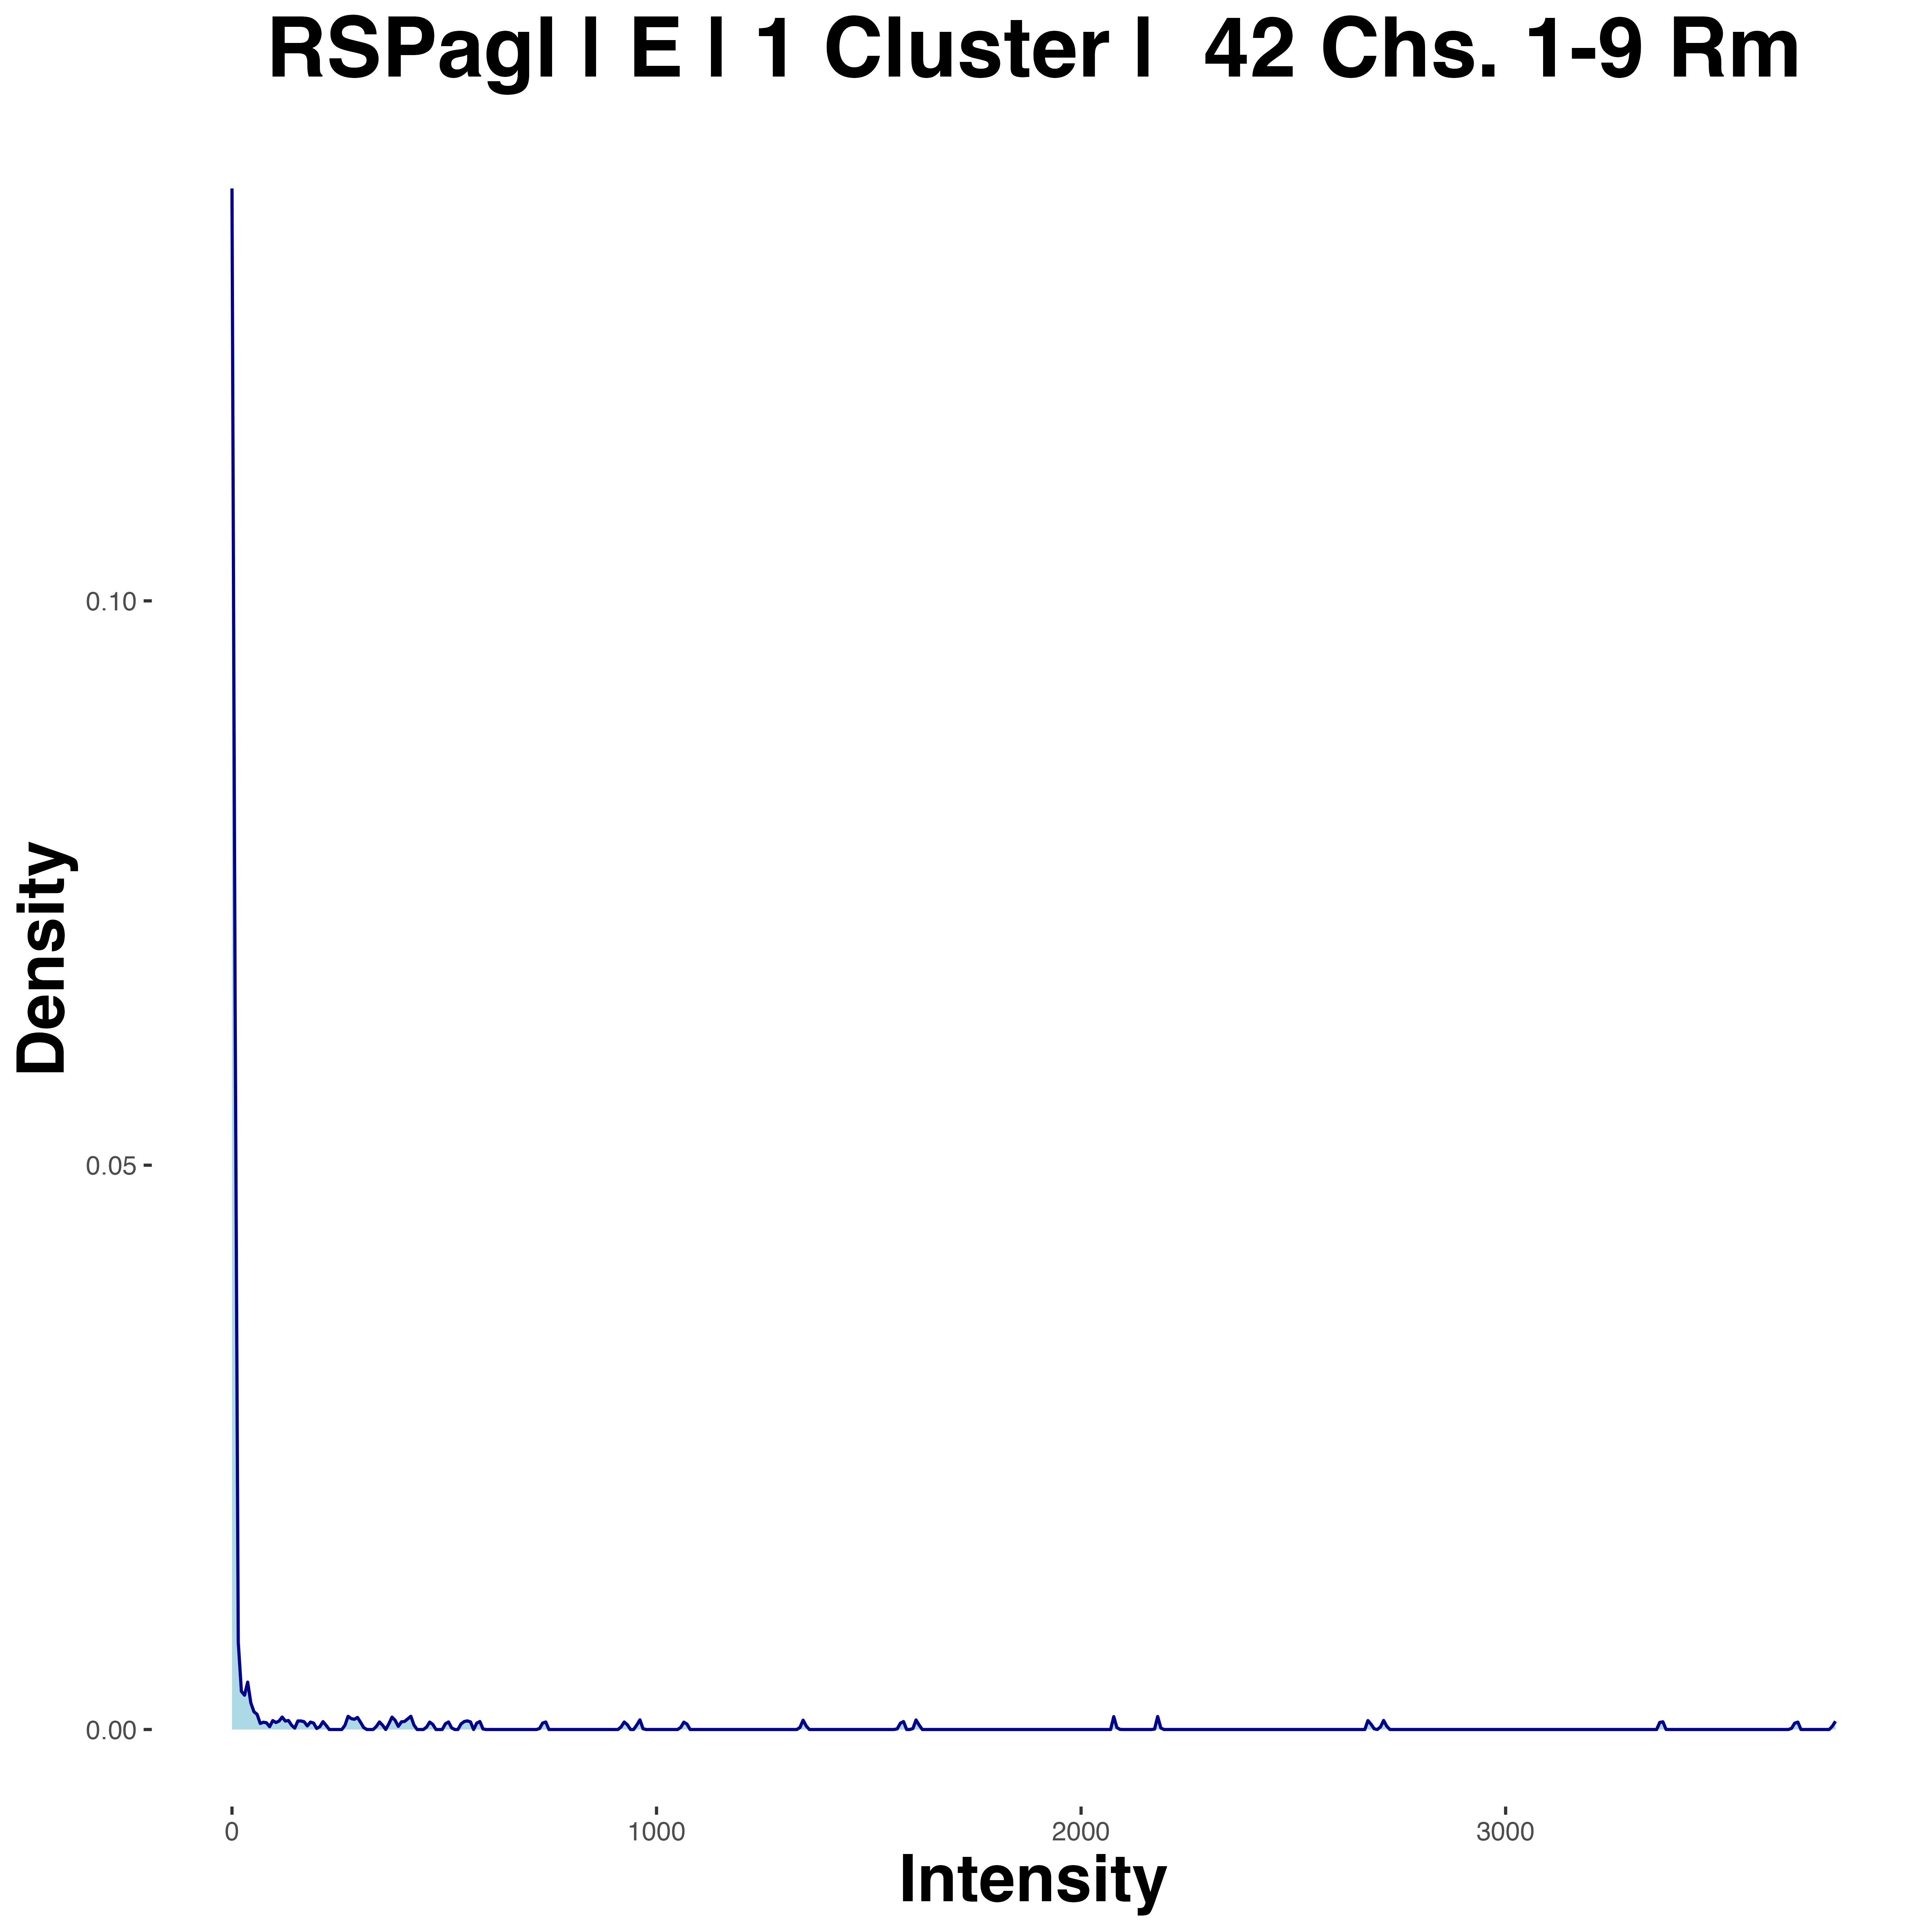 RSPagl | E | 1 Cluster |  42 Chs. 1-9 Rm
Density
0.10
0.05
0.00
0
1000
2000
3000
Intensity